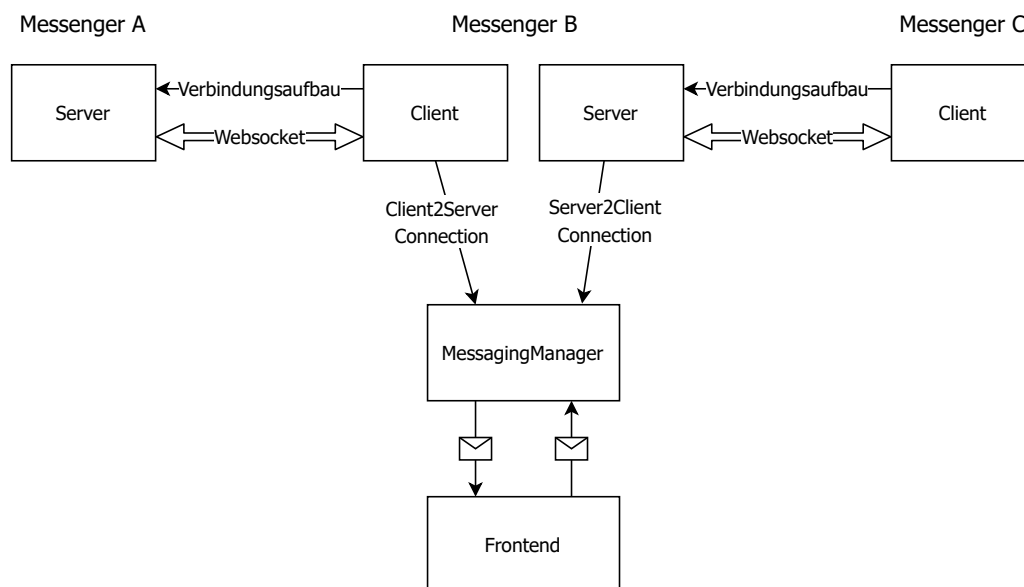 Messenger A
Messenger B
Messenger C
Server
Verbindungsaufbau
Websocket
Client
Server
Verbindungsaufbau
Websocket
Client
Client2Server
Connection
Server2Client
Connection
MessagingManager
Frontend